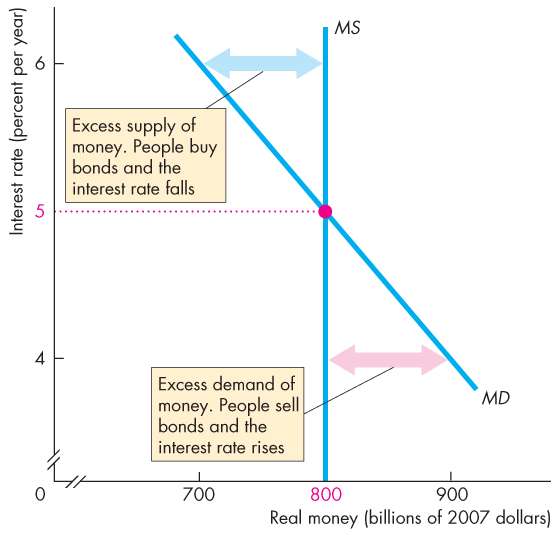 Interest rate (percent per year)
MS
6
Excess supply of
money. People buy
bonds and the
interest rate falls
5
4
Excess demand of
money. People sell
bonds and the
interest rate rises
MD
0
700
800
900
Real money (billions of 2007 dollars)